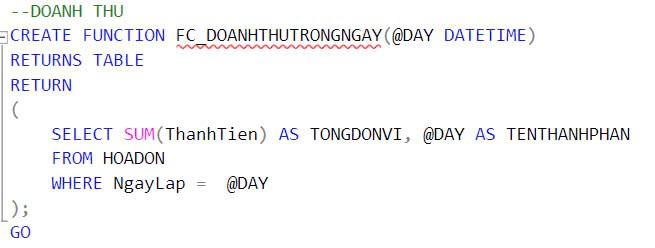 --DOANH THU
CREATE FUNCTION FC_DOANHTHUTRONGNGAY(@DAY DATETIME)
RETURNS TABLE
RETURN
(
    SELECT SUM(ThanhTien) AS TONGDONVI, @DAY AS TENTHANHPHAN
    FROM HOADON
    WHERE NgayLap =  @DAY
);
GO